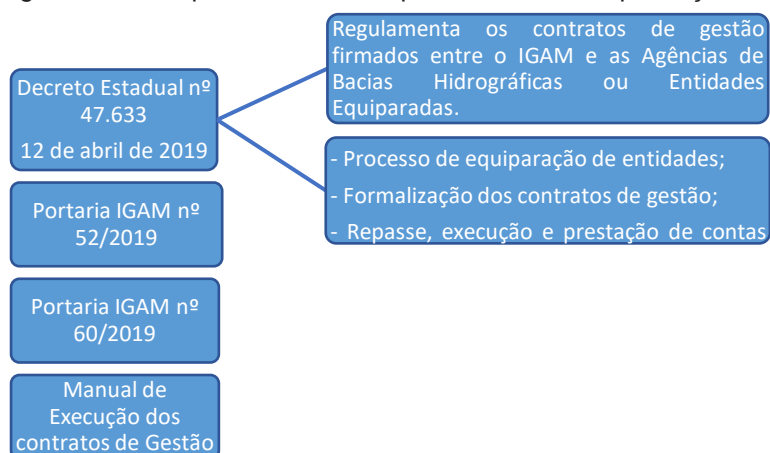 Decreto Estadual nº
47.633
12 de abril de 2019
Regulamenta os contratos de gestão
firmados entre o IGAM e as Agências de
Bacias Hidrográficas ou Entidades
Equiparadas.
- Processo de equiparação de entidades;
- Formalização dos contratos de gestão;
- Repasse, execução e prestação de contas
Portaria IGAM nº
52/2019
Portaria IGAM nº
60/2019
Manual de
Execução dos
contratos de Gestão